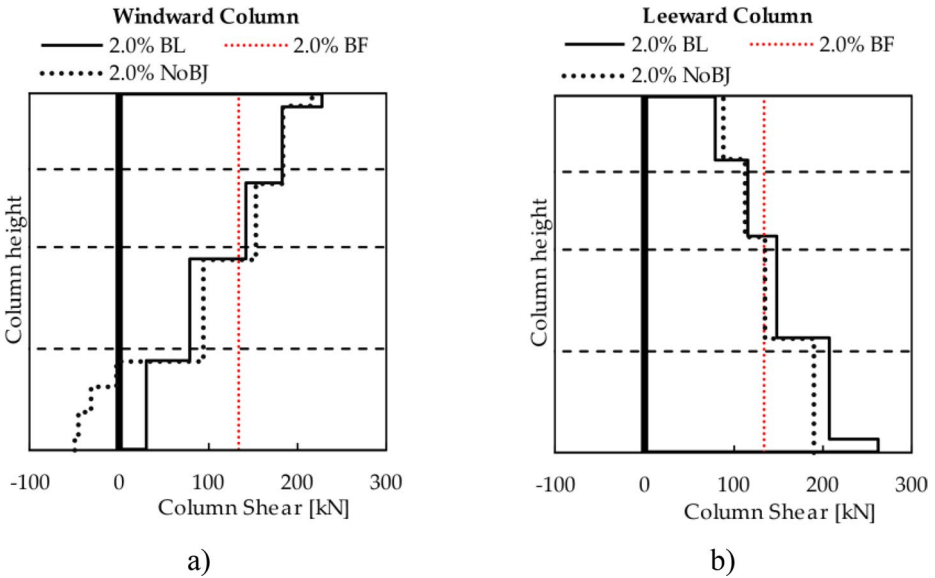 Windward Column
2.0% BL
2.0% BF
2.0% NoBJ
Column height
-100 0 100 200 300
Column Shear [kN]
a)
Leeward Column
2.0% BL
2.0% BF
2.0% NoBJ
Column height
-100 0 100 200 300
Column Shear [kN]
b)